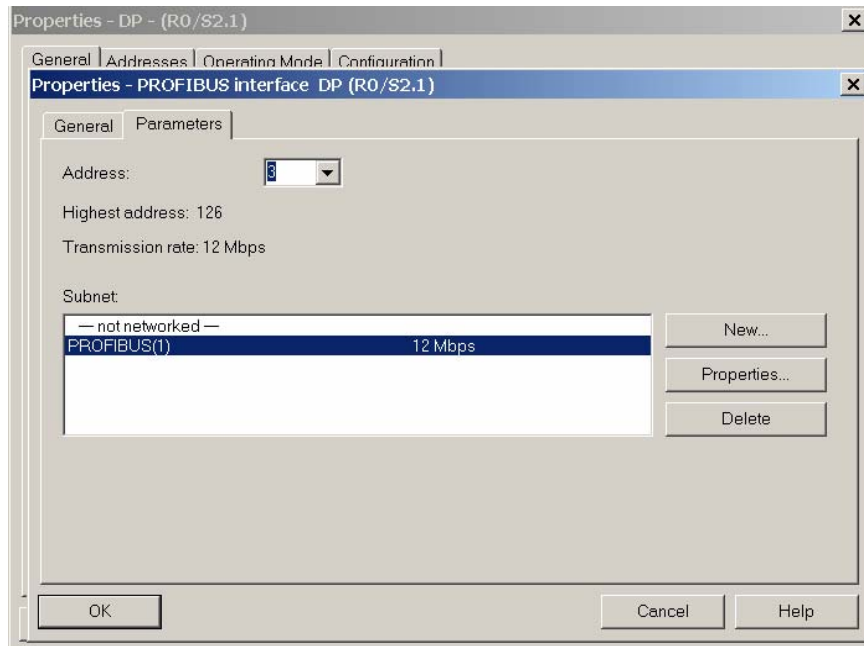 Properties - DP - (R0/S2.1)
General Addresses Operating Mode Configuration
Properties - PROFIBUS interface DP (R0/S2.1)
General Parameters
Address: 3
Highest address: 126
Transmission rate: 12 Mbps
Subnet:
— not networked —
PROFIBUS(1) 12 Mbps
New...
Properties...
Delete
OK Cancel Help